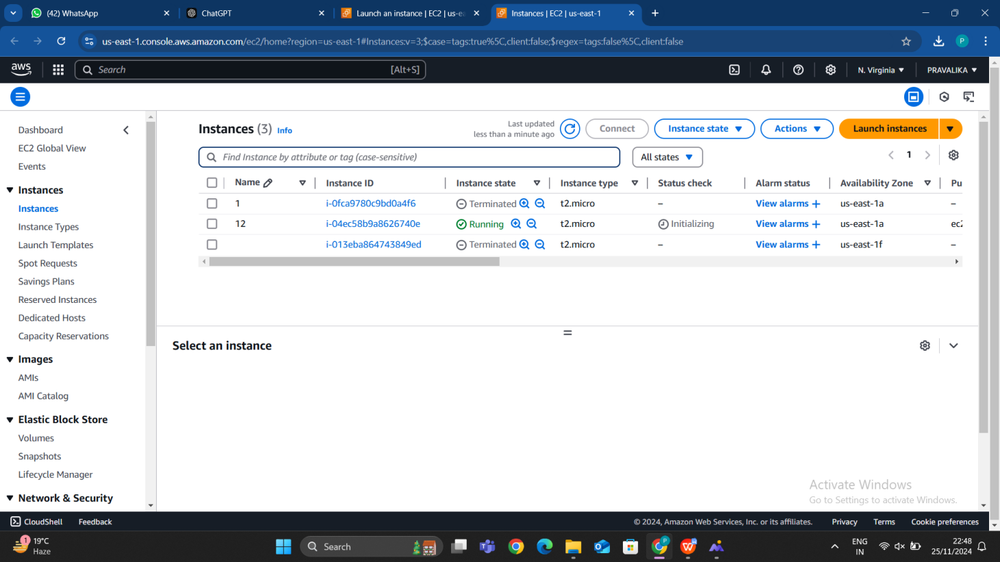 (42) WhatsApp
ChatGPT
Launch an instance | EC2 | us-ea
Instances | EC2 | us-east-1
us-east-1.console.aws.amazon.com/ec2/home?region=us-east-1#Instances:v=3;$case=tags:true%5C,client:false;$regex=tags:false%5C,client:false
P
aws
Search
[Alt+S]
N. Virginia
PRAVALIKA
Dashboard
EC2 Global View
Events
Instances
Instances
Instance Types
Launch Templates
Spot Requests
Savings Plans
Reserved Instances
Dedicated Hosts
Capacity Reservations
Images
AMIs
AMI Catalog
Elastic Block Store
Volumes
Snapshots
Lifecycle Manager
Network & Security
Instances (3) Info
Last updated
less than a minute ago
Connect
Instance state
Actions
Launch instances
Find Instance by attribute or tag (case-sensitive)
All states
1
Name Instance ID Instance state Instance type Status check Alarm status Availability Zone Pu
1 i-0fca9780c9bd0a4f6 Terminated t2.micro – View alarms + us-east-1a –
12 i-04ec58b9a8626740e Running t2.micro Initializing View alarms + us-east-1a ec2
i-013eba864743849ed Terminated t2.micro – View alarms + us-east-1f –
Select an instance
Activate Windows
Go to Settings to activate Windows.
CloudShell Feedback
© 2024, Amazon Web Services, Inc. or its affiliates. Privacy Terms Cookie preferences
1
19°C
Haze
Search
P
ENG
IN
22:48
25/11/2024